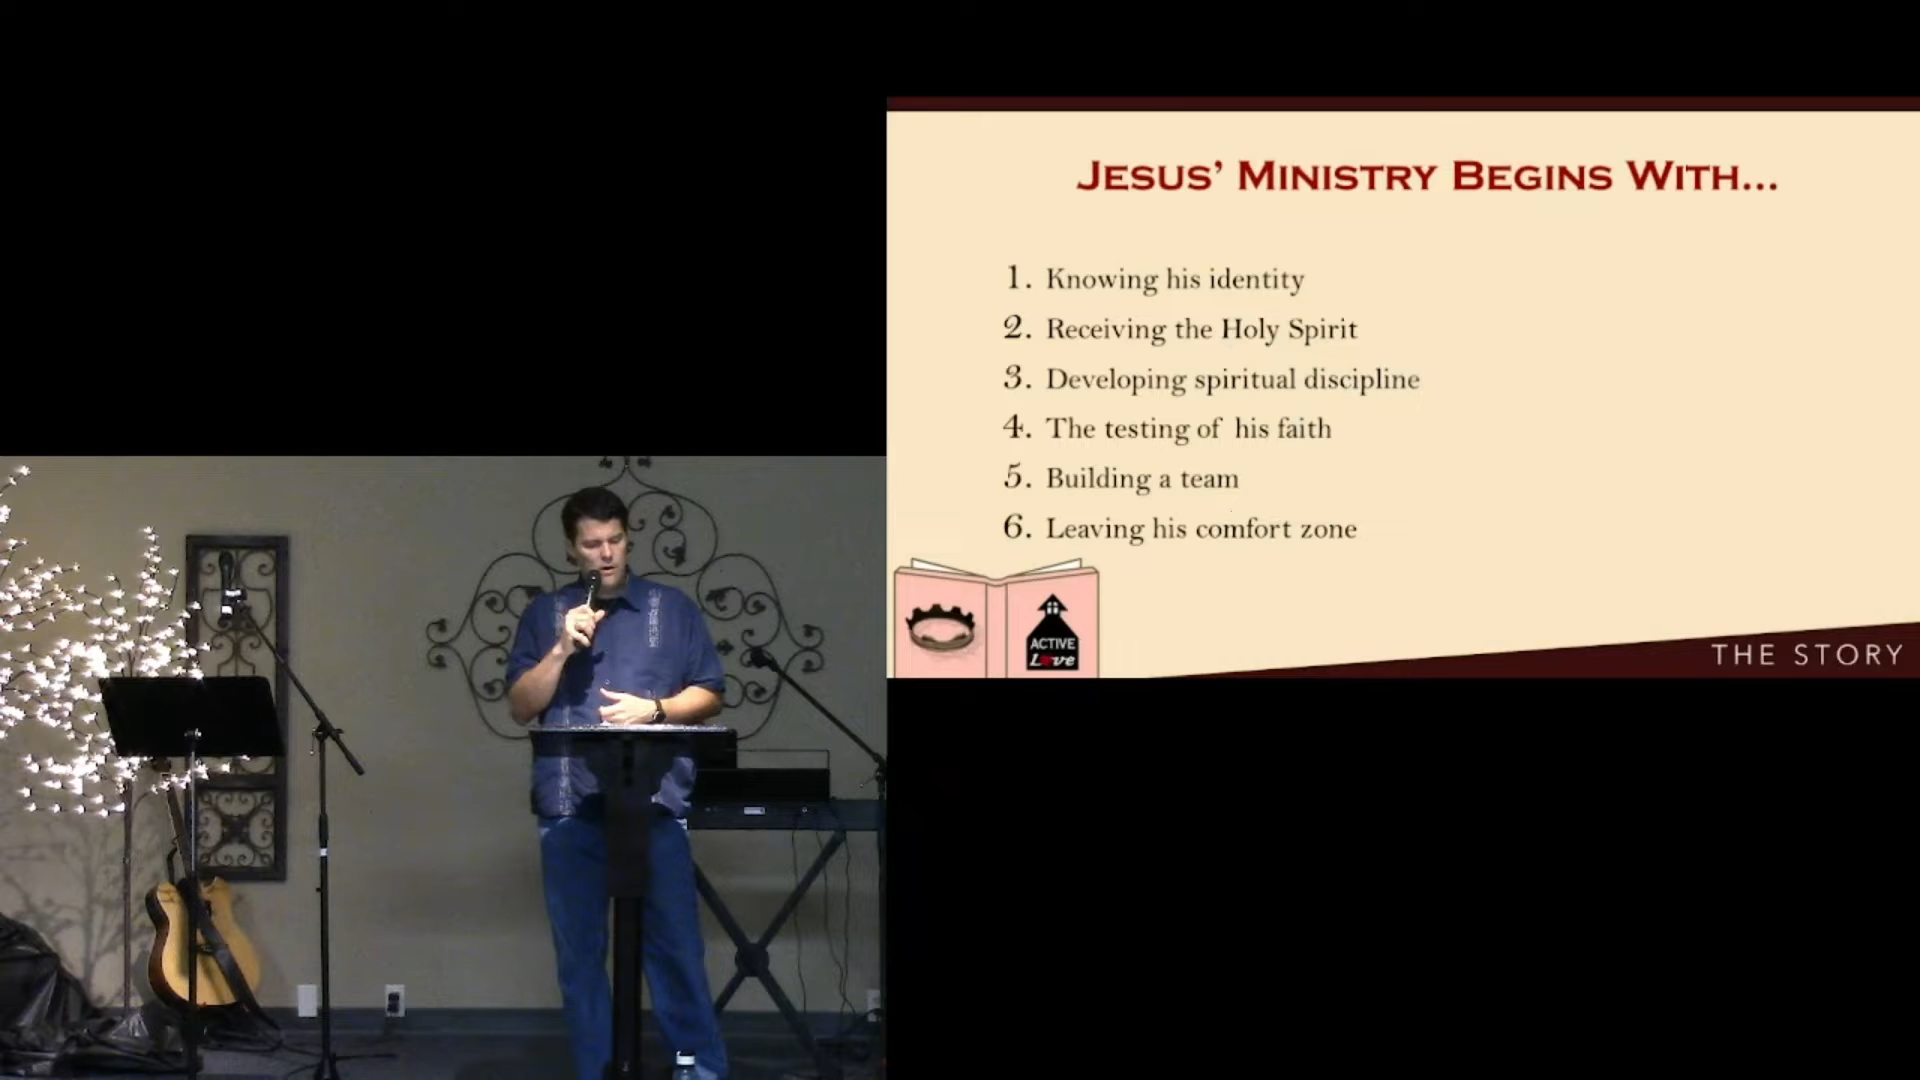 JESUS’ MINISTRY BEGINS WITH...
1. Knowing his identity
2. Receiving the Holy Spirit
3. Developing spiritual discipline
4. The testing of his faith
5. Building a team
6. Leaving his comfort zone
ACTIVE
Love
THE STORY